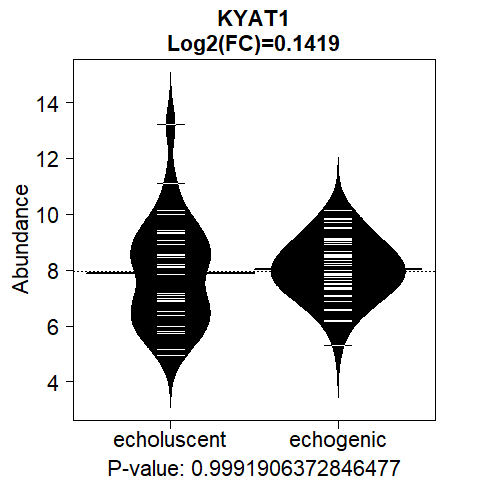 KYAT1
Log2(FC)=0.1419
Abundance
14
12
10
8
6
4
echoluscent echogenic
P-value: 0.9991906372846477